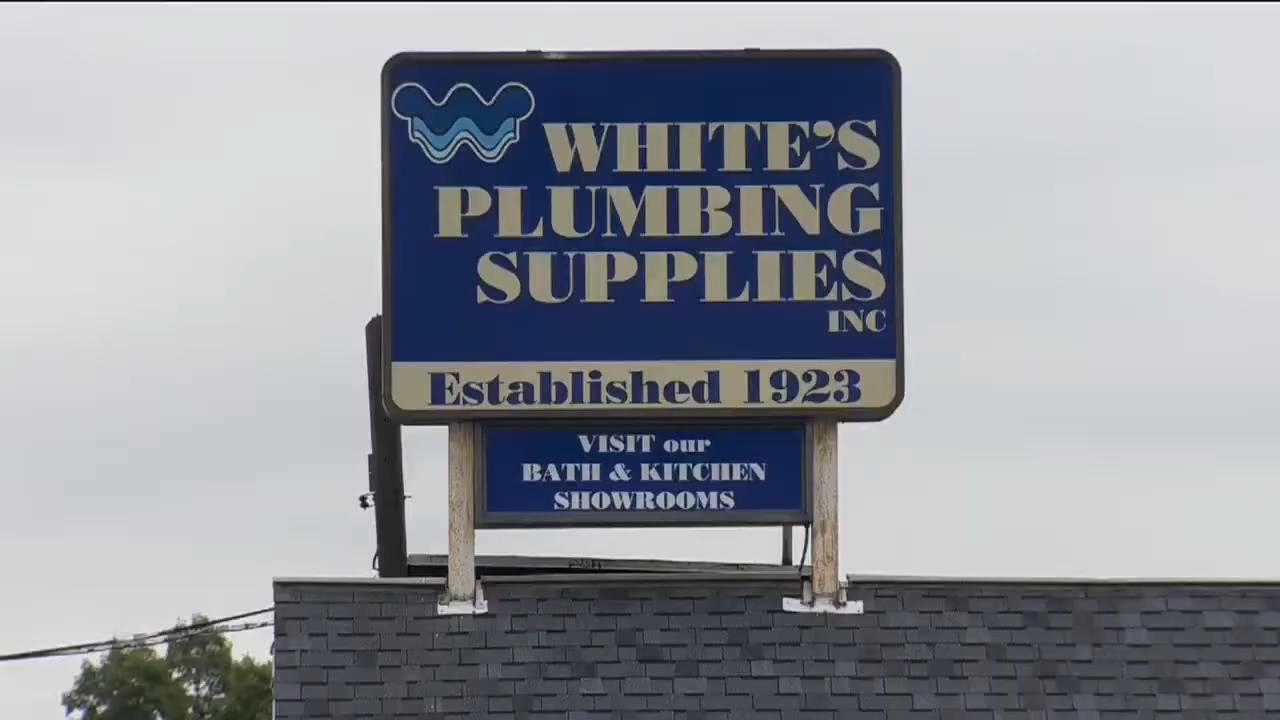 WHITE'S
PLUMBING
SUPPLIES
INC
Established 1923
VISIT our
BATH & KITCHEN
SHOWROOMS